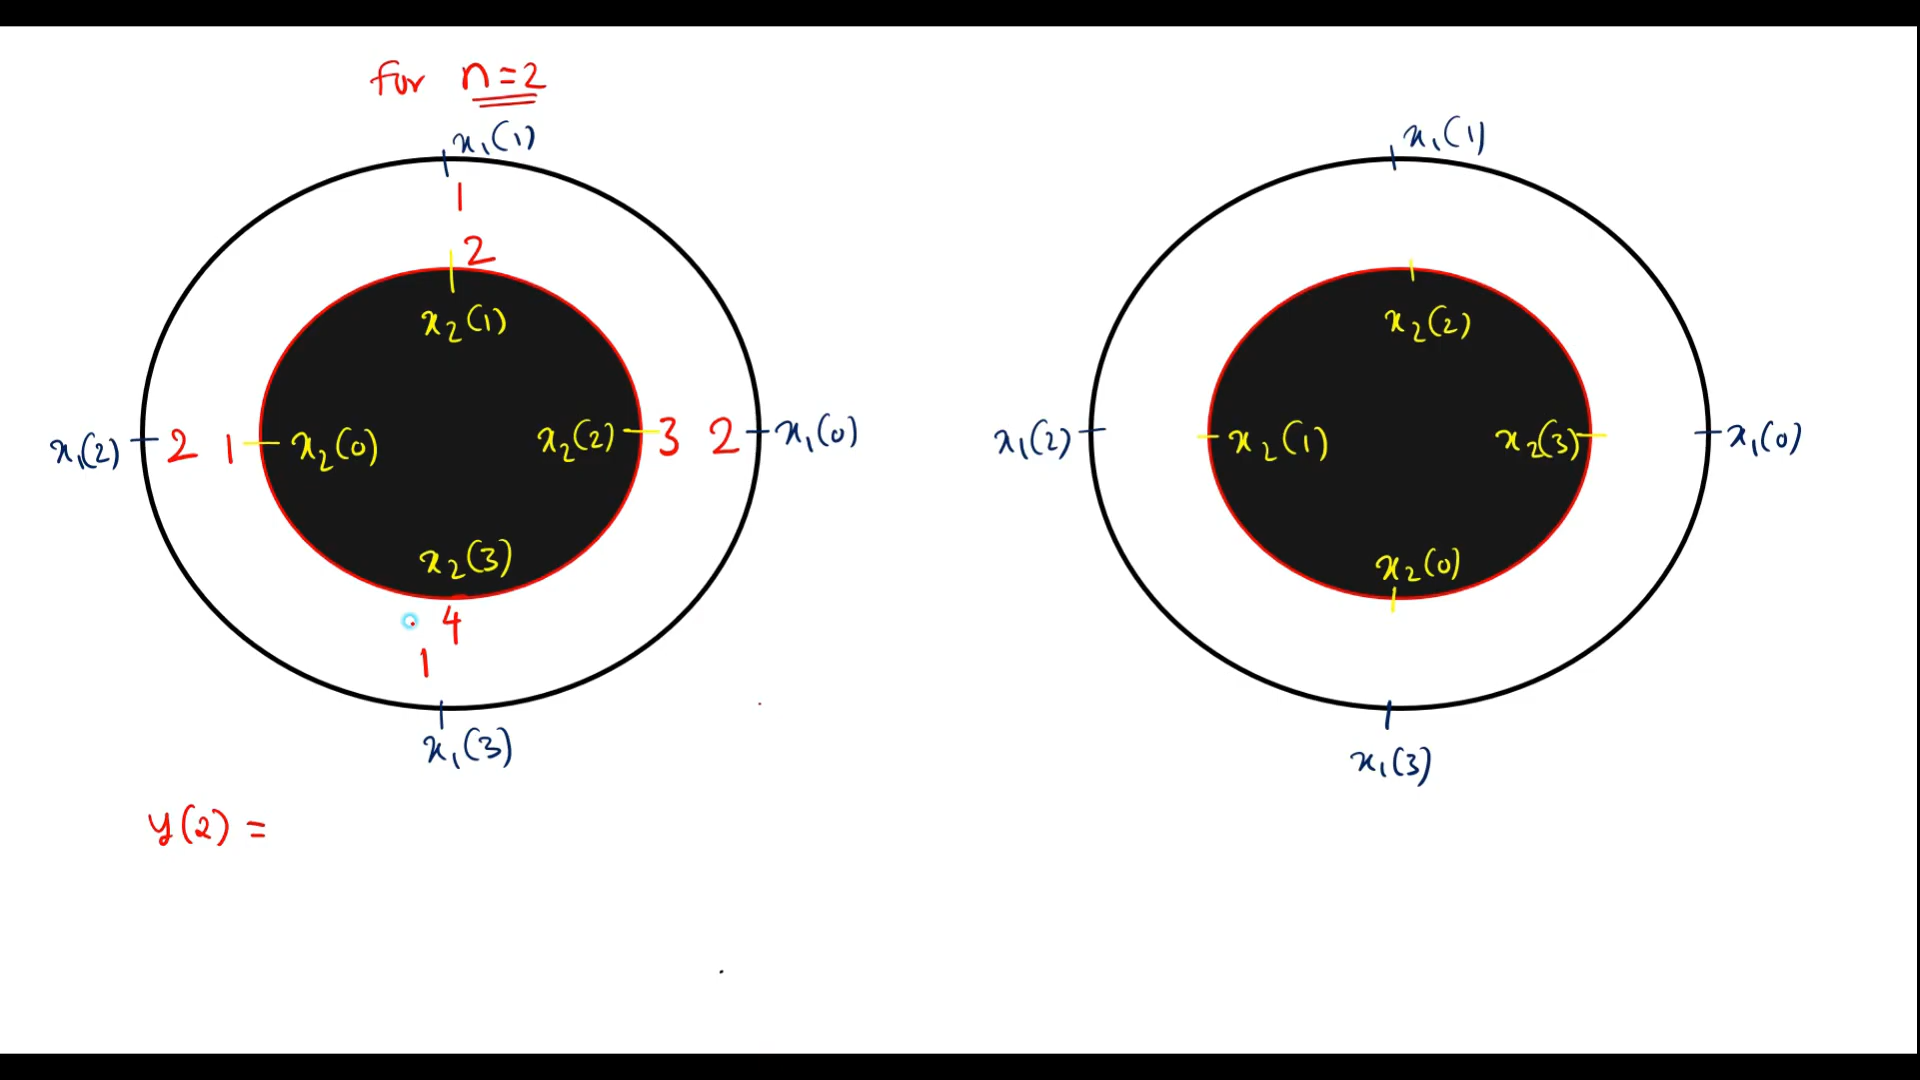 for n=2
x₁(1)
1
2
x₂(1)
x₁(2) 2 1 x₂(0) x₂(2) 3 2 x₁(0)
x₂(3)
4
1
x₁(3)
y(2) =
x₁(1)
x₂(2)
x₁(2) x₂(1) x₂(3) x₁(0)
x₂(0)
x₁(3)